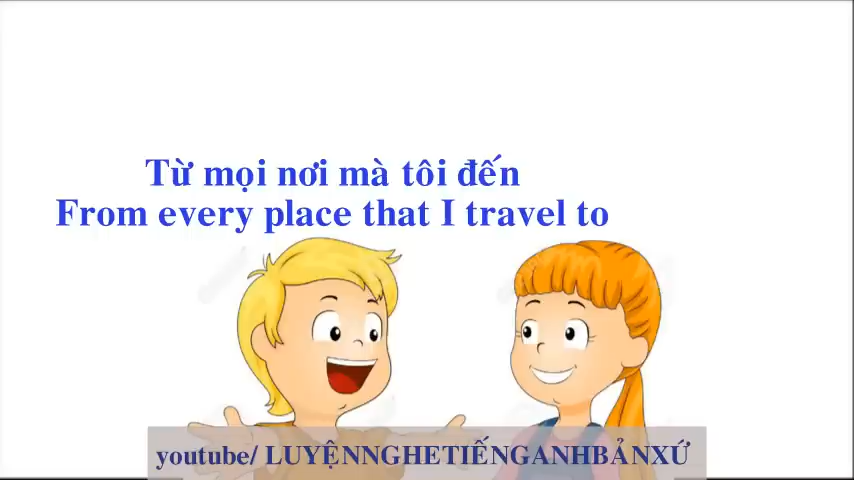 Từ mọi nơi mà tôi đến
From every place that I travel to
youtube/ LUYỆNNGHETIẾNGANHBẢNXỨ